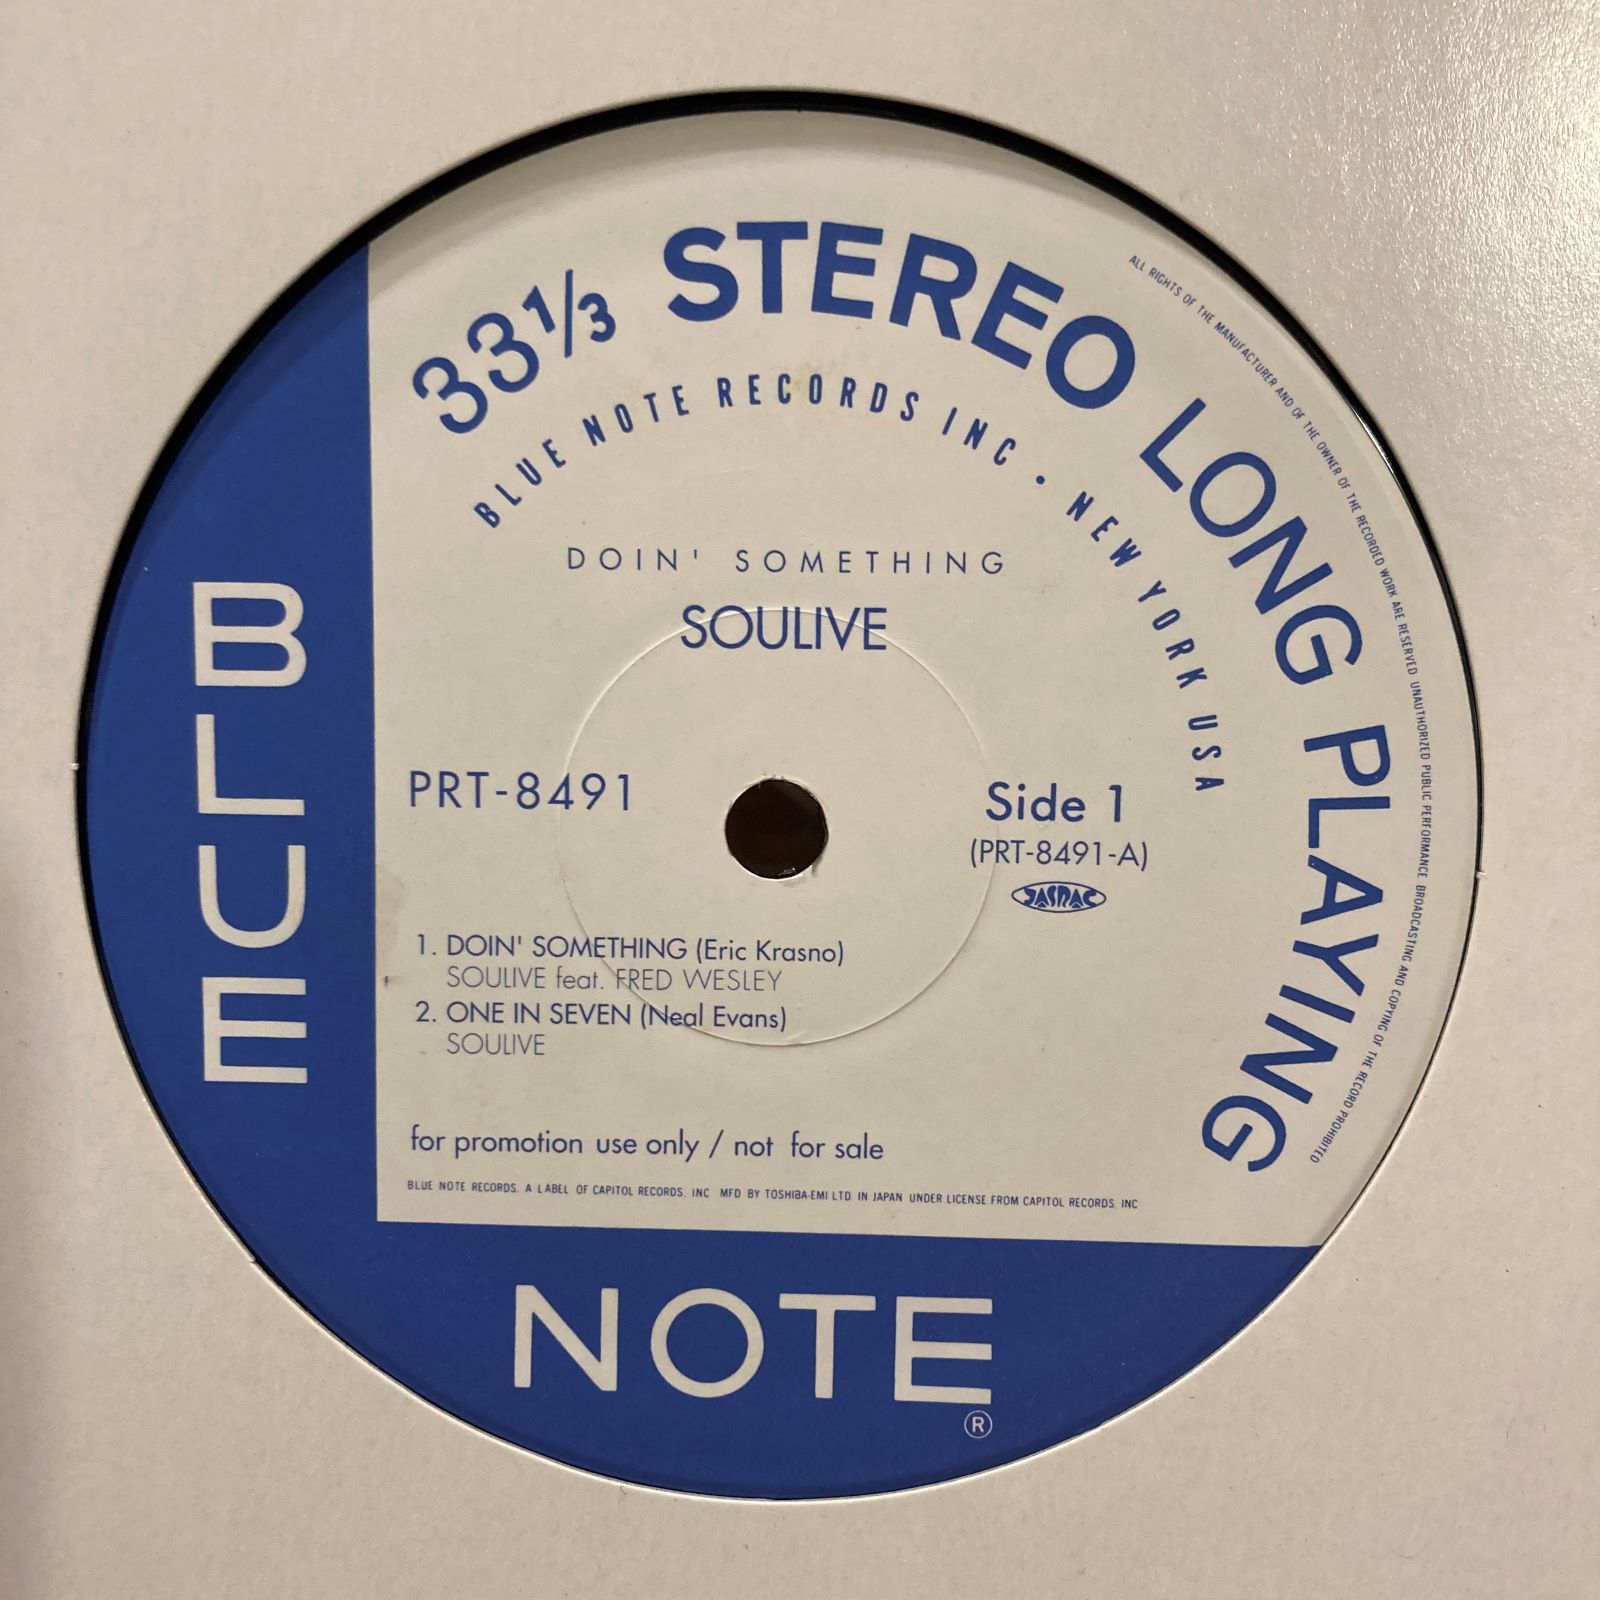 33⅓ STEREO LONG PLAYING
BLUE NOTE RECORDS INC • NEW YORK USA
ALL RIGHTS OF THE MANUFACTURER AND OF THE OWNER OF THE RECORDED WORK ARE RESERVED UNAUTHORIZED PUBLIC PERFORMANCE BROADCASTING AND COPYING OF THE RECORD PROHIBITED
DOIN' SOMETHING
SOULIVE
PRT-8491
Side 1
(PRT-8491-A)
JASRAC
1. DOIN' SOMETHING (Eric Krasno)
SOULIVE feat. FRED WESLEY
2. ONE IN SEVEN (Neal Evans)
SOULIVE
for promotion use only / not for sale
BLUE NOTE RECORDS. A LABEL OF CAPITOL RECORDS, INC MFD BY TOSHIBA-EMI LTD IN JAPAN UNDER LICENSE FROM CAPITOL RECORDS, INC
BLUE
NOTE®